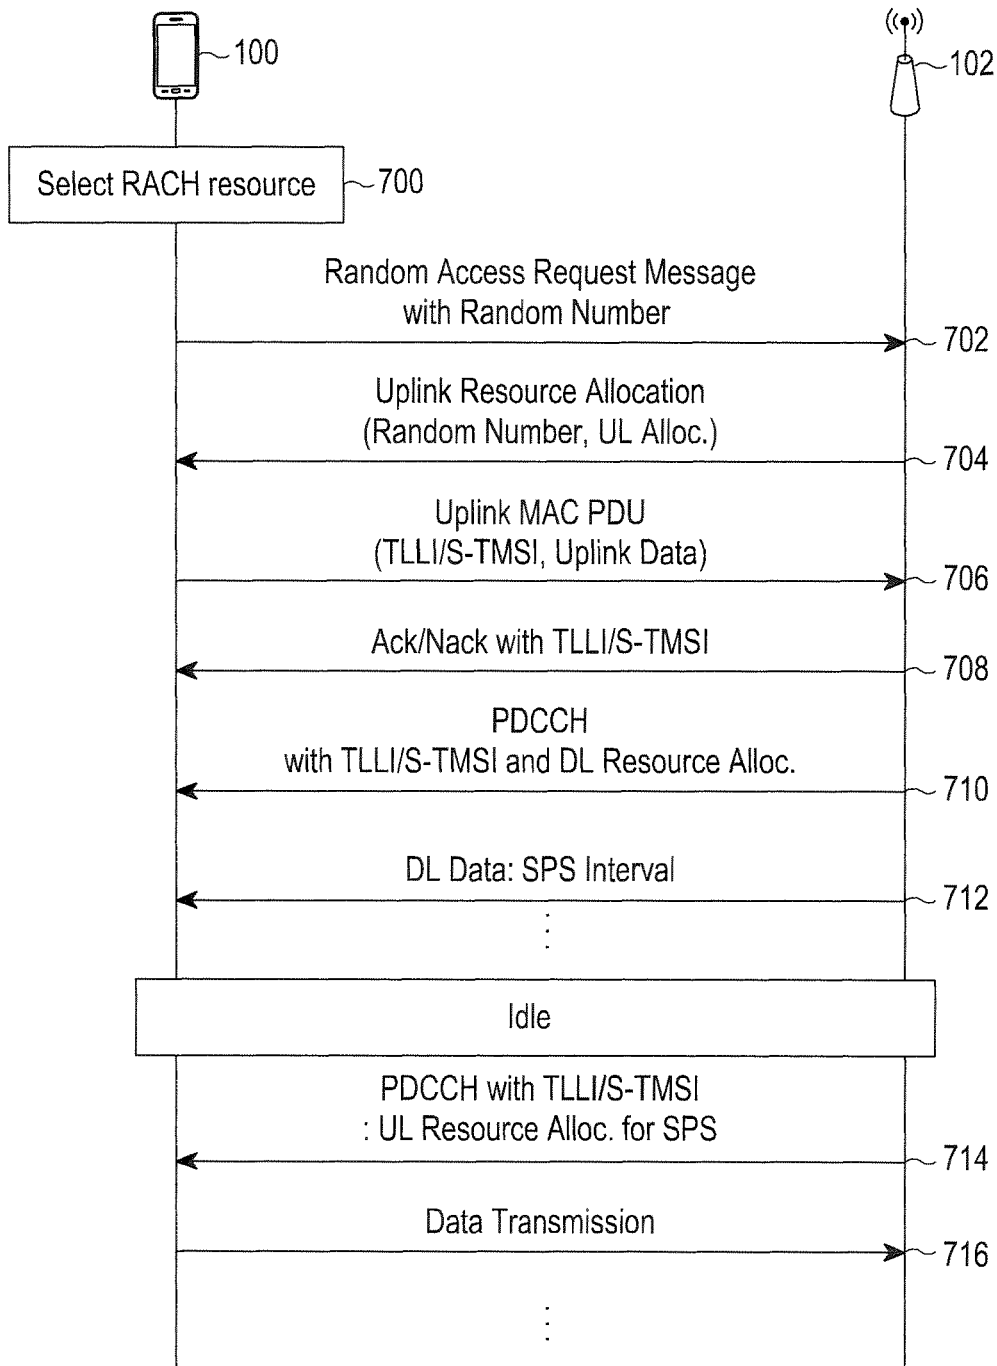 100
102
Select RACH resource
700
Random Access Request Message
with Random Number
702
Uplink Resource Allocation
(Random Number, UL Alloc.)
704
Uplink MAC PDU
(TLLI/S-TMSI, Uplink Data)
706
Ack/Nack with TLLI/S-TMSI
708
PDCCH
with TLLI/S-TMSI and DL Resource Alloc.
710
DL Data: SPS Interval
712
Idle
PDCCH with TLLI/S-TMSI
: UL Resource Alloc. for SPS
714
Data Transmission
716